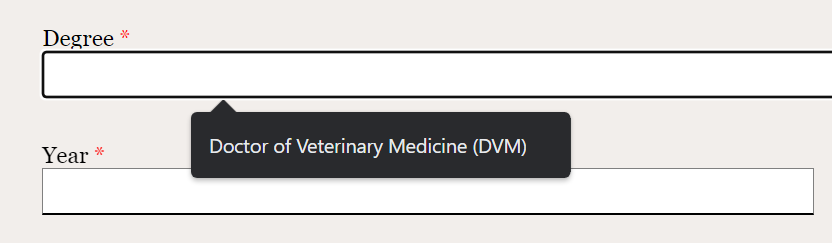 Degree *
Doctor of Veterinary Medicine (DVM)
Year *